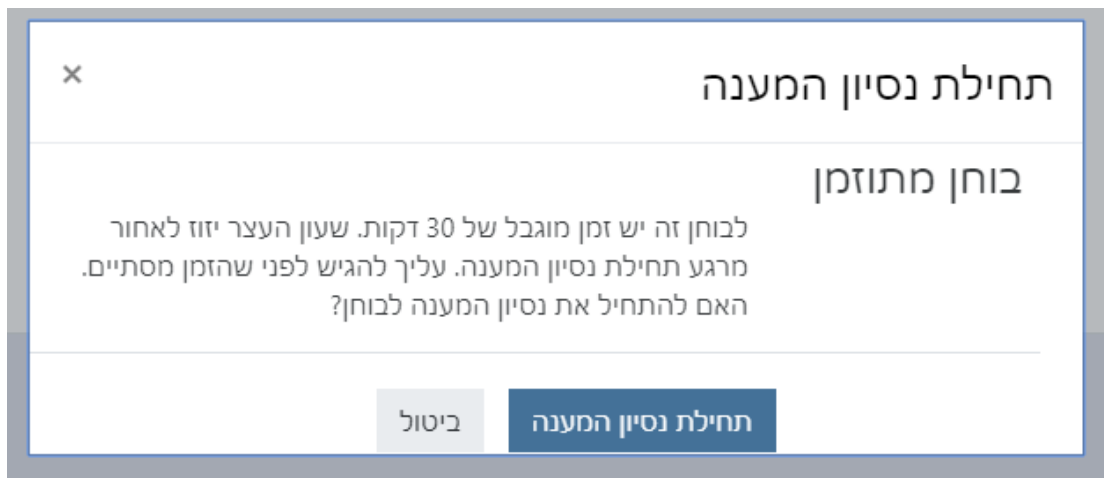 תחילת נסיון המענה
×
בוחן מתוזמן
לבוחן זה יש זמן מוגבל של 30 דקות. שעון העצר יזוז לאחור
מרגע תחילת נסיון המענה. עליך להגיש לפני שהזמן מסתיים.
האם להתחיל את נסיון המענה לבוחן?
תחילת נסיון המענה
ביטול